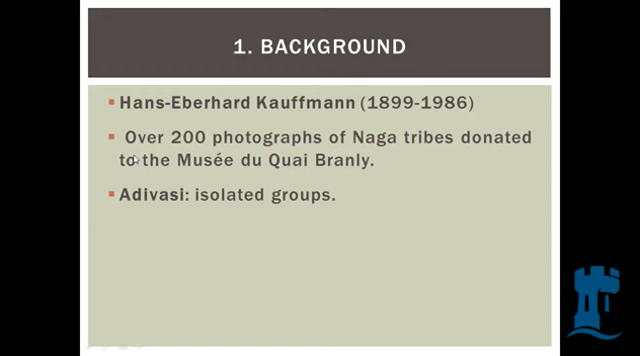 1. BACKGROUND
Hans-Eberhard Kauffmann (1899-1986)
Over 200 photographs of Naga tribes donated
to the Musée du Quai Branly.
Adivasi: isolated groups.